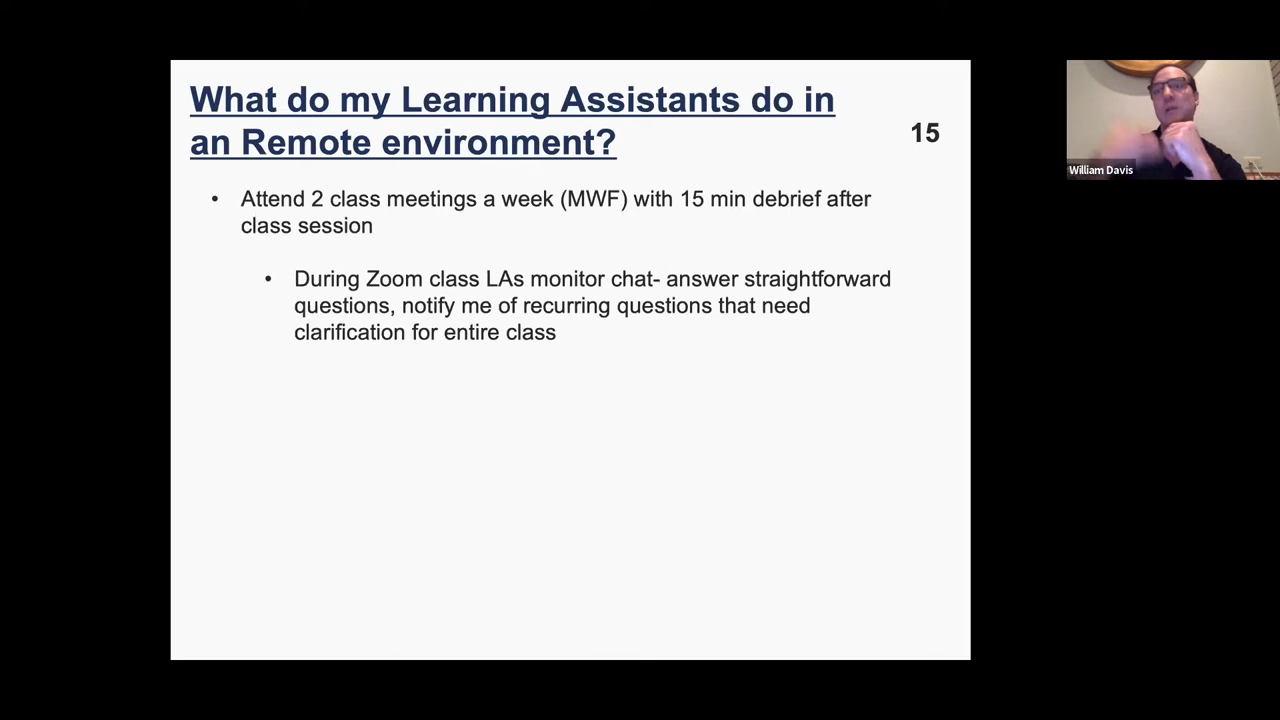 What do my Learning Assistants do in
an Remote environment?
15
• Attend 2 class meetings a week (MWF) with 15 min debrief after
class session
• During Zoom class LAs monitor chat- answer straightforward
questions, notify me of recurring questions that need
clarification for entire class
William Davis